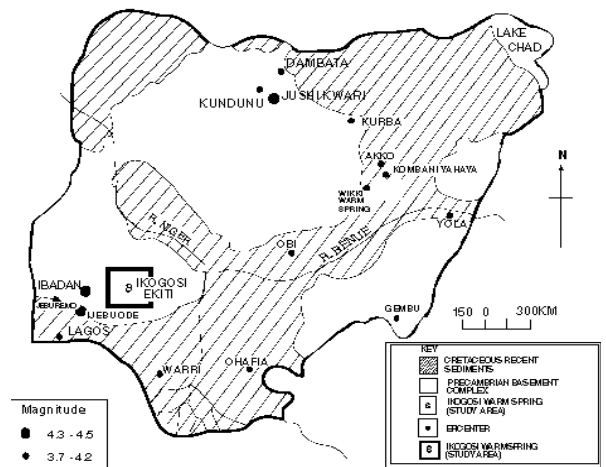 LAKE
CHAD
DAMBATA
KUNDUNU
JUSHI KWARI
KURBA
AKKO
KOMBANI YAHAYA
WIKKI
WARM
SPRING
N
R. NIGER
OBI
R. BENUE
YOLA
IBADAN
IKOGOSI
EKITI
IJEBUODE
LAGOS
GEMBU
150 0 300KM
WARRI
OHAFIA
KEY
CRETACEOUS RECENT
SEDIMENTS
PRECAMBRIAN BASEMENT
COMPLEX
IKOGOSI WARM SPRING
(STUDY AREA)
EPICENTER
IKOGOSI WARMSPRING
(STUDY AREA)
Magnitude
4.3 - 4.5
3.7 - 4.2